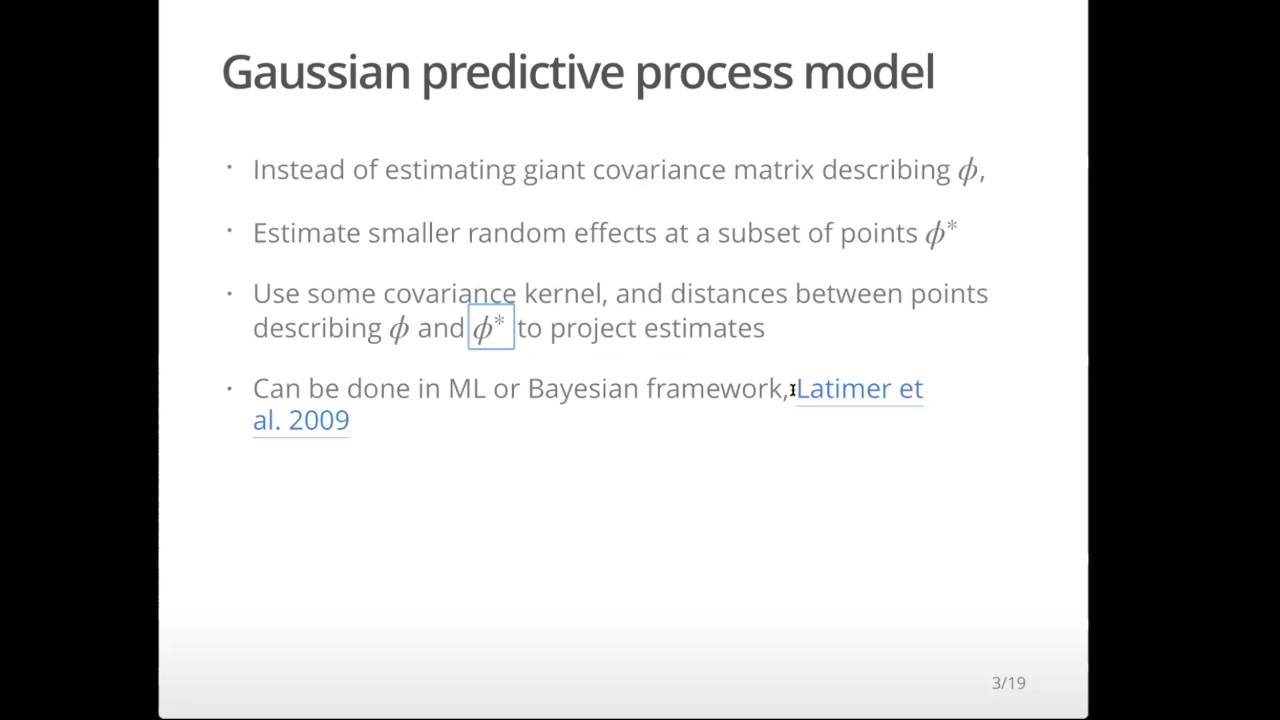 Gaussian predictive process model
· Instead of estimating giant covariance matrix describing ϕ,
· Estimate smaller random effects at a subset of points ϕ*
· Use some covariance kernel, and distances between points
describing ϕ and ϕ* to project estimates
· Can be done in ML or Bayesian framework, Latimer et
al. 2009
3/19